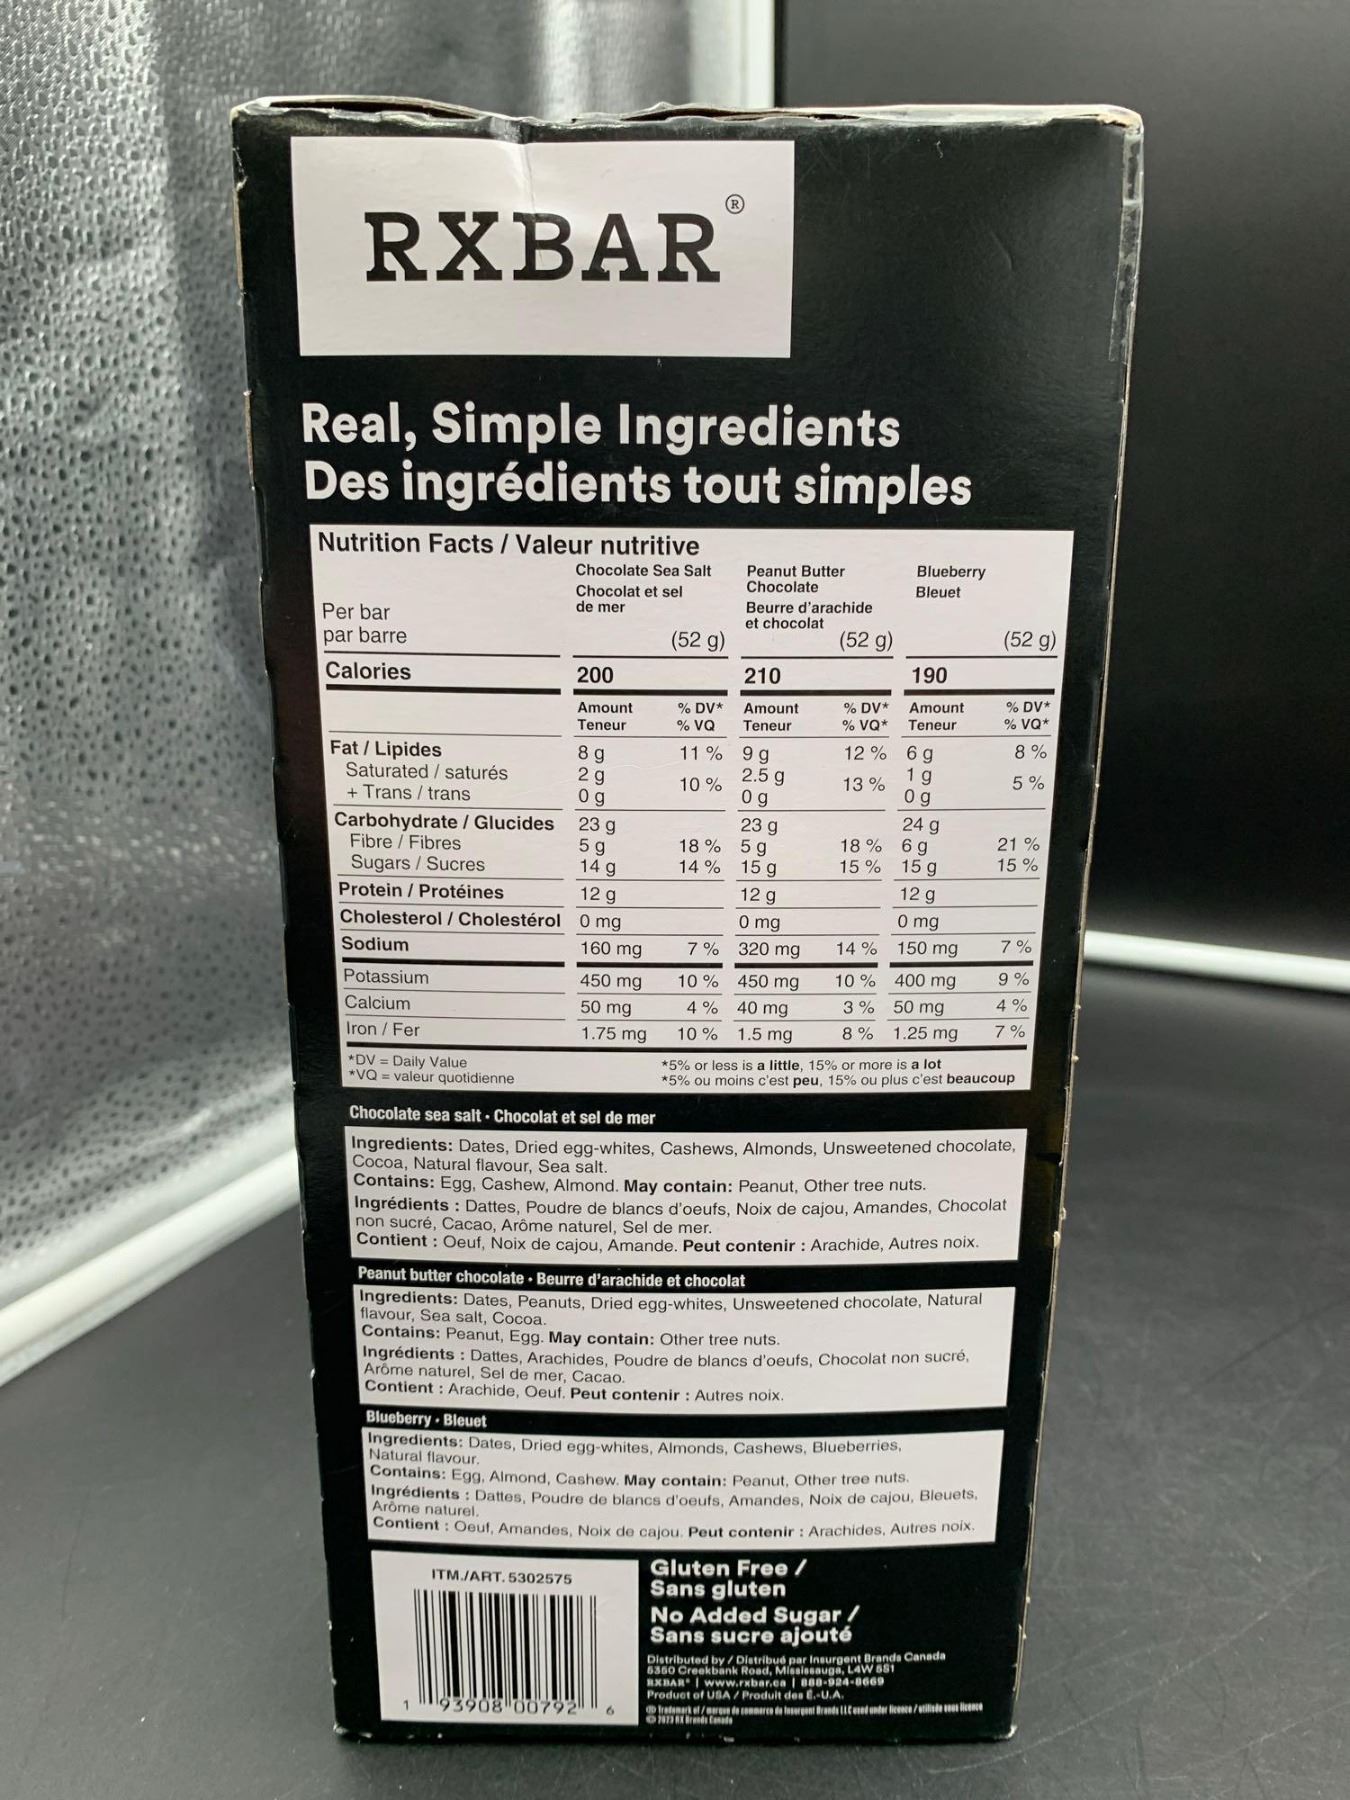 RXBAR®
Real, Simple Ingredients
Des ingrédients tout simples
Nutrition Facts / Valeur nutritive
Chocolate Sea Salt Peanut Butter Blueberry
Chocolat et sel Chocolate Bleuet
de mer Beurre d'arachide
et chocolat
Per bar
par barre (52 g) (52 g) (52 g)
Calories 200 210 190
Amount % DV* Amount % DV* Amount % DV*
Teneur % VQ Teneur % VQ* Teneur % VQ*
Fat / Lipides 8 g 11 % 9 g 12 % 6 g 8 %
Saturated / saturés 2 g 10 % 2.5 g 13 % 1 g 5 %
+ Trans / trans 0 g 0 g 0 g
Carbohydrate / Glucides 23 g 23 g 24 g
Fibre / Fibres 5 g 18 % 5 g 18 % 6 g 21 %
Sugars / Sucres 14 g 14 % 15 g 15 % 15 g 15 %
Protein / Protéines 12 g 12 g 12 g
Cholesterol / Cholestérol 0 mg 0 mg 0 mg
Sodium 160 mg 7 % 320 mg 14 % 150 mg 7 %
Potassium 450 mg 10 % 450 mg 10 % 400 mg 9 %
Calcium 50 mg 4 % 40 mg 3 % 50 mg 4 %
Iron / Fer 1.75 mg 10 % 1.5 mg 8 % 1.25 mg 7 %
*DV = Daily Value *5% or less is a little, 15% or more is a lot
*VQ = valeur quotidienne *5% ou moins c'est peu, 15% ou plus c'est beaucoup
Chocolate sea salt • Chocolat et sel de mer
Ingredients: Dates, Dried egg-whites, Cashews, Almonds, Unsweetened chocolate,
Cocoa, Natural flavour, Sea salt.
Contains: Egg, Cashew, Almond. May contain: Peanut, Other tree nuts.
Ingrédients : Dattes, Poudre de blancs d'oeufs, Noix de cajou, Amandes, Chocolat
non sucré, Cacao, Arôme naturel, Sel de mer.
Contient : Oeuf, Noix de cajou, Amande. Peut contenir : Arachide, Autres noix.
Peanut butter chocolate • Beurre d'arachide et chocolat
Ingredients: Dates, Peanuts, Dried egg-whites, Unsweetened chocolate, Natural
flavour, Sea salt, Cocoa.
Contains: Peanut, Egg. May contain: Other tree nuts.
Ingrédients : Dattes, Arachides, Poudre de blancs d'oeufs, Chocolat non sucré,
Arôme naturel, Sel de mer, Cacao.
Contient : Arachide, Oeuf. Peut contenir : Autres noix.
Blueberry • Bleuet
Ingredients: Dates, Dried egg-whites, Almonds, Cashews, Blueberries,
Natural flavour.
Contains: Egg, Almond, Cashew. May contain: Peanut, Other tree nuts.
Ingrédients : Dattes, Poudre de blancs d'oeufs, Amandes, Noix de cajou, Bleuets,
Arôme naturel.
Contient : Oeuf, Amandes, Noix de cajou. Peut contenir : Arachides, Autres noix.
ITM./ART. 5302575
1 93908 00792 6
Gluten Free /
Sans gluten
No Added Sugar /
Sans sucre ajouté
Distributed by / Distribué par Insurgent Brands Canada
5350 Creekbank Road, Mississauga, L4W 5S1
RXBAR® | www.rxbar.ca | 888-924-8669
Product of USA / Produit des É.-U.A.
Trademark of / marque de commerce de Insurgent Brands LLC used under licence / utilisée sous licence
© 2023 RX Brands Canada